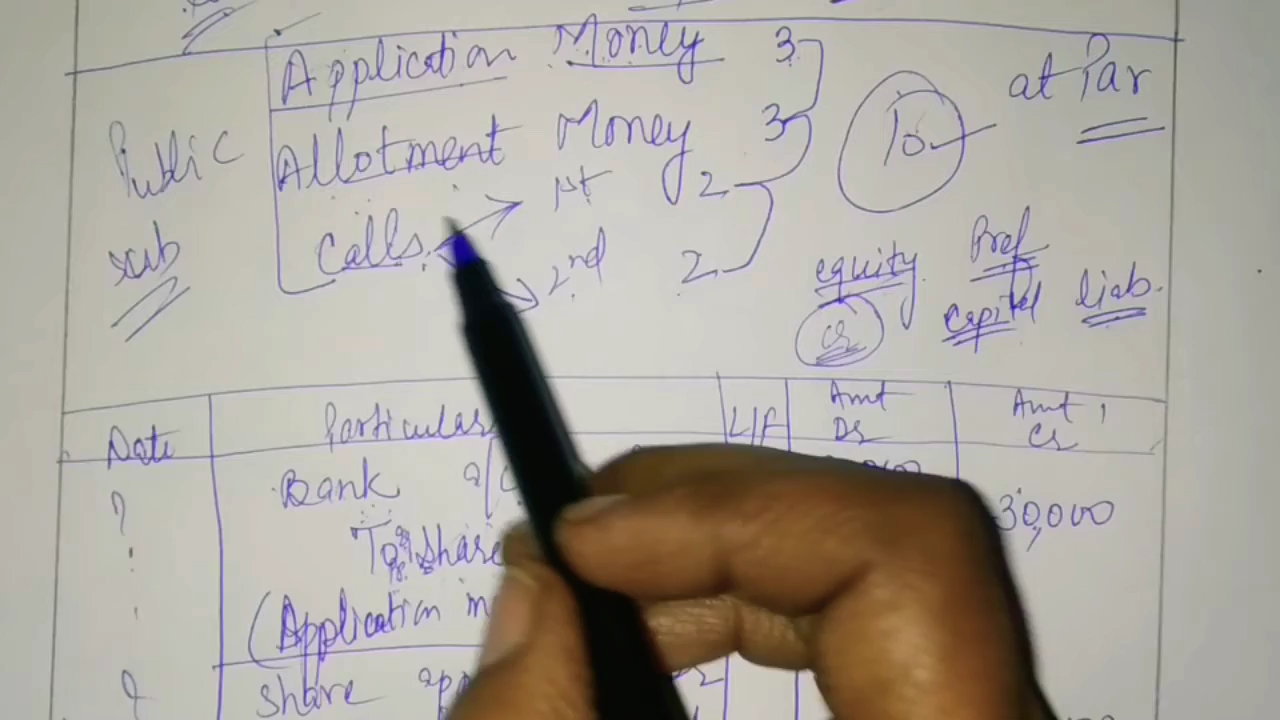 Application Money 3
Allotment Money 3
Calls 1st 2
2nd 2
Public
sub
10
at Par
equity Pref
cr capital liab.
Date Particulars L/F Amt Dr Amt Cr
? Bank a/c
30,000
To share
(Application
share